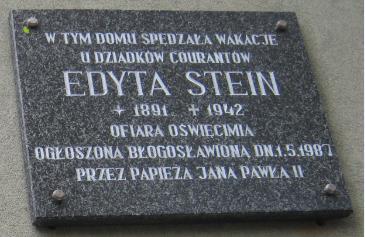 W TYM DOMU SPĘDZAŁA WAKACJE
U DZIADKÓW COURANTÓW
EDYTA STEIN
✶ 1891. ✝ 1942
OFIARA OŚWIĘCIMIA
OGŁOSZONA BŁOGOSŁAWIONĄ DN.1.5.1987
PRZEZ PAPIEŻA JANA PAWŁA II